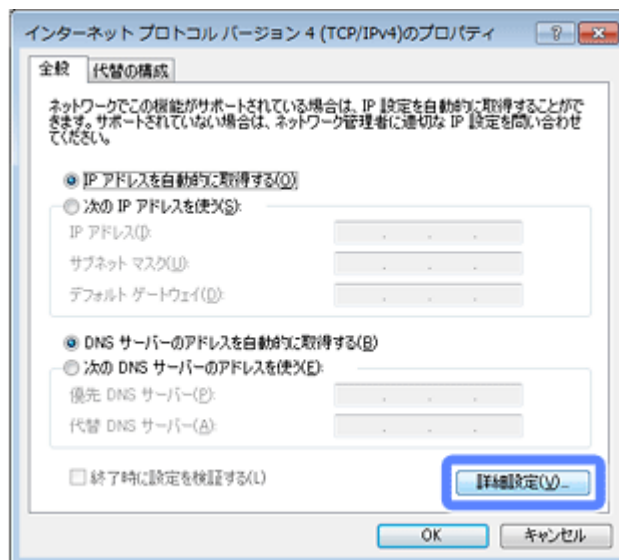 インターネット プロトコル バージョン 4 (TCP/IPv4)のプロパティ
全般 代替の構成
ネットワークでこの機能がサポートされている場合は、IP 設定を自動的に取得することがで
きます。サポートされていない場合は、ネットワーク管理者に適切な IP 設定を問い合わせ
てください。
IP アドレスを自動的に取得する(O)
次の IP アドレスを使う(S):
IP アドレス(I):
サブネット マスク(U):
デフォルト ゲートウェイ(D):
DNS サーバーのアドレスを自動的に取得する(B)
次の DNS サーバーのアドレスを使う(E):
優先 DNS サーバー(P):
代替 DNS サーバー(A):
終了時に設定を検証する(L)
詳細設定(V)...
OK キャンセル